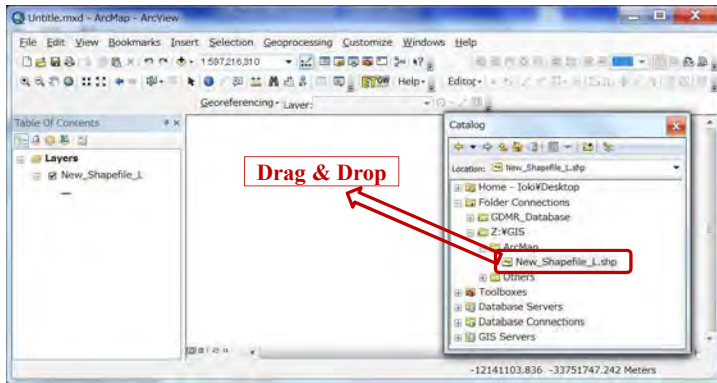 Untitle.mxd - ArcMap - ArcView
File Edit View Bookmarks Insert Selection Geoprocessing Customize Windows Help
1:597,216,310
Help
Editor
Georeferencing Layer:
Table Of Contents
Layers
New_Shapefile_L
Drag & Drop
Catalog
Location: New_Shapefile_L.shp
Home - Ioki¥Desktop
Folder Connections
GDMR_Database
Z:¥GIS
ArcMap
New_Shapefile_L.shp
Others
Toolboxes
Database Servers
Database Connections
GIS Servers
-12141103.836 -33751747.242 Meters